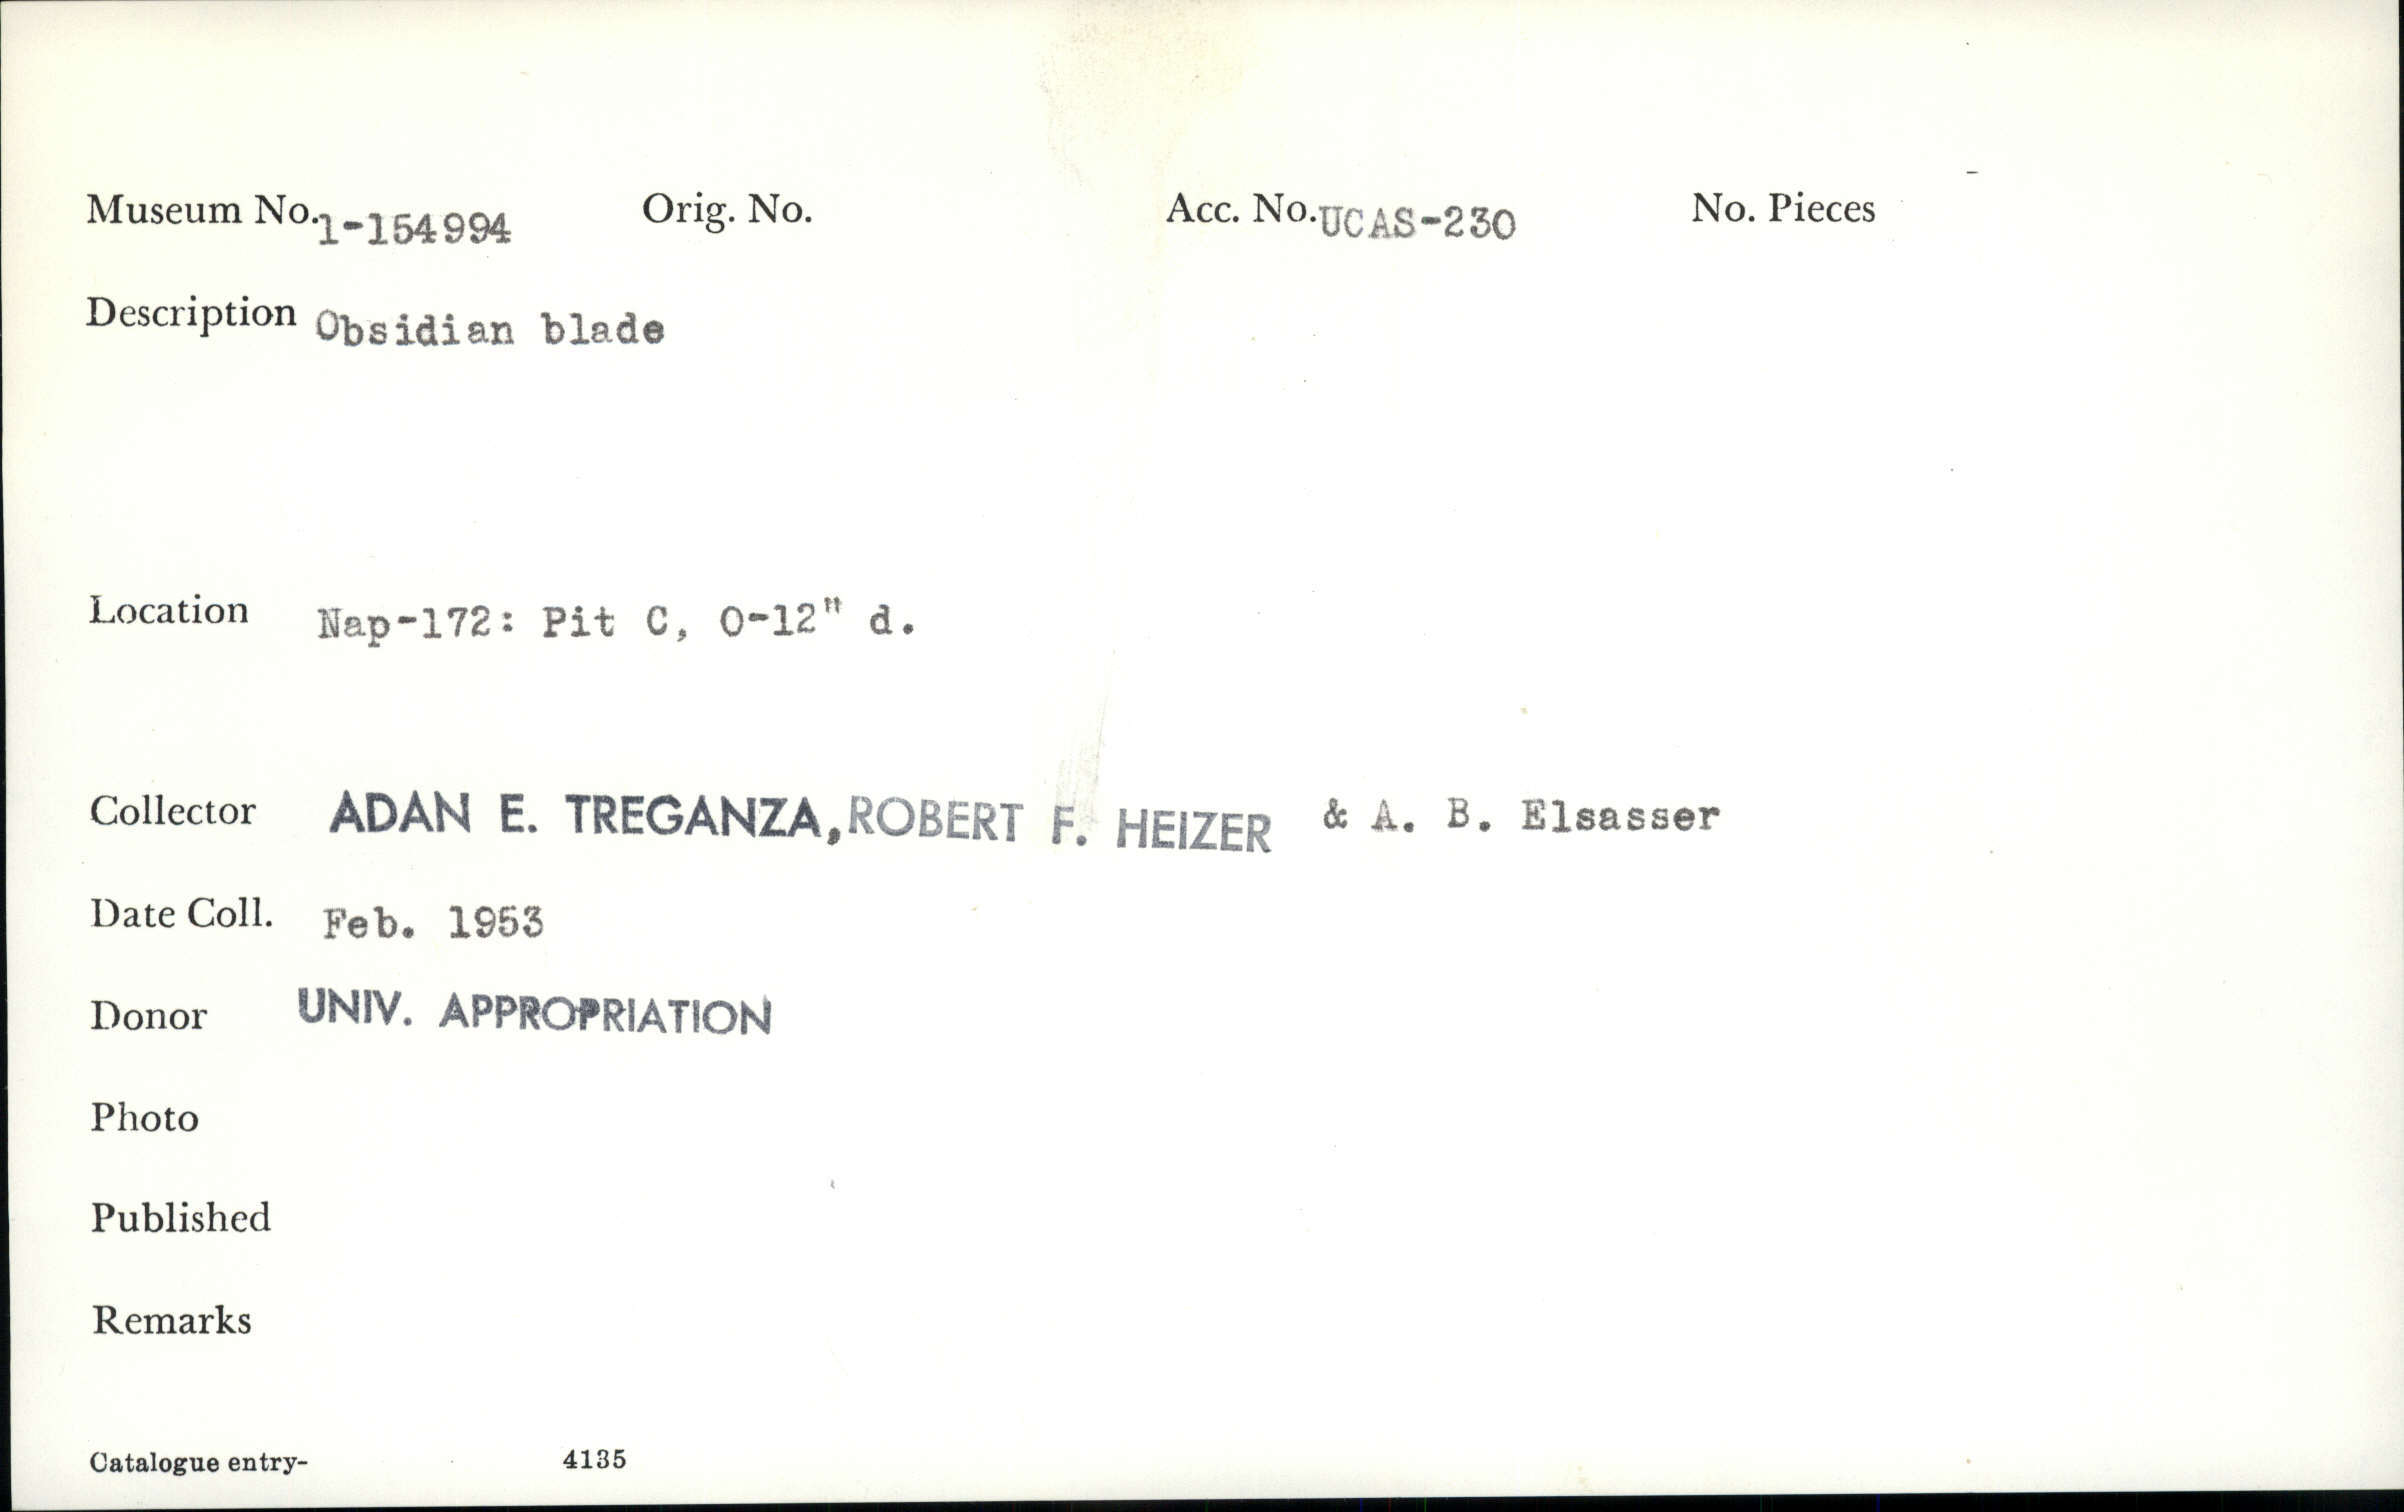 Museum No. 1-154994 Orig. No. Acc. No. UCAS-230 No. Pieces
Description Obsidian blade
Location Nap-172: Pit C, 0-12" d.
Collector ADAN E. TREGANZA, ROBERT F. HEIZER & A. B. Elsasser
Date Coll. Feb. 1953
Donor UNIV. APPROPRIATION
Photo
Published
Remarks
Catalogue entry- 4135